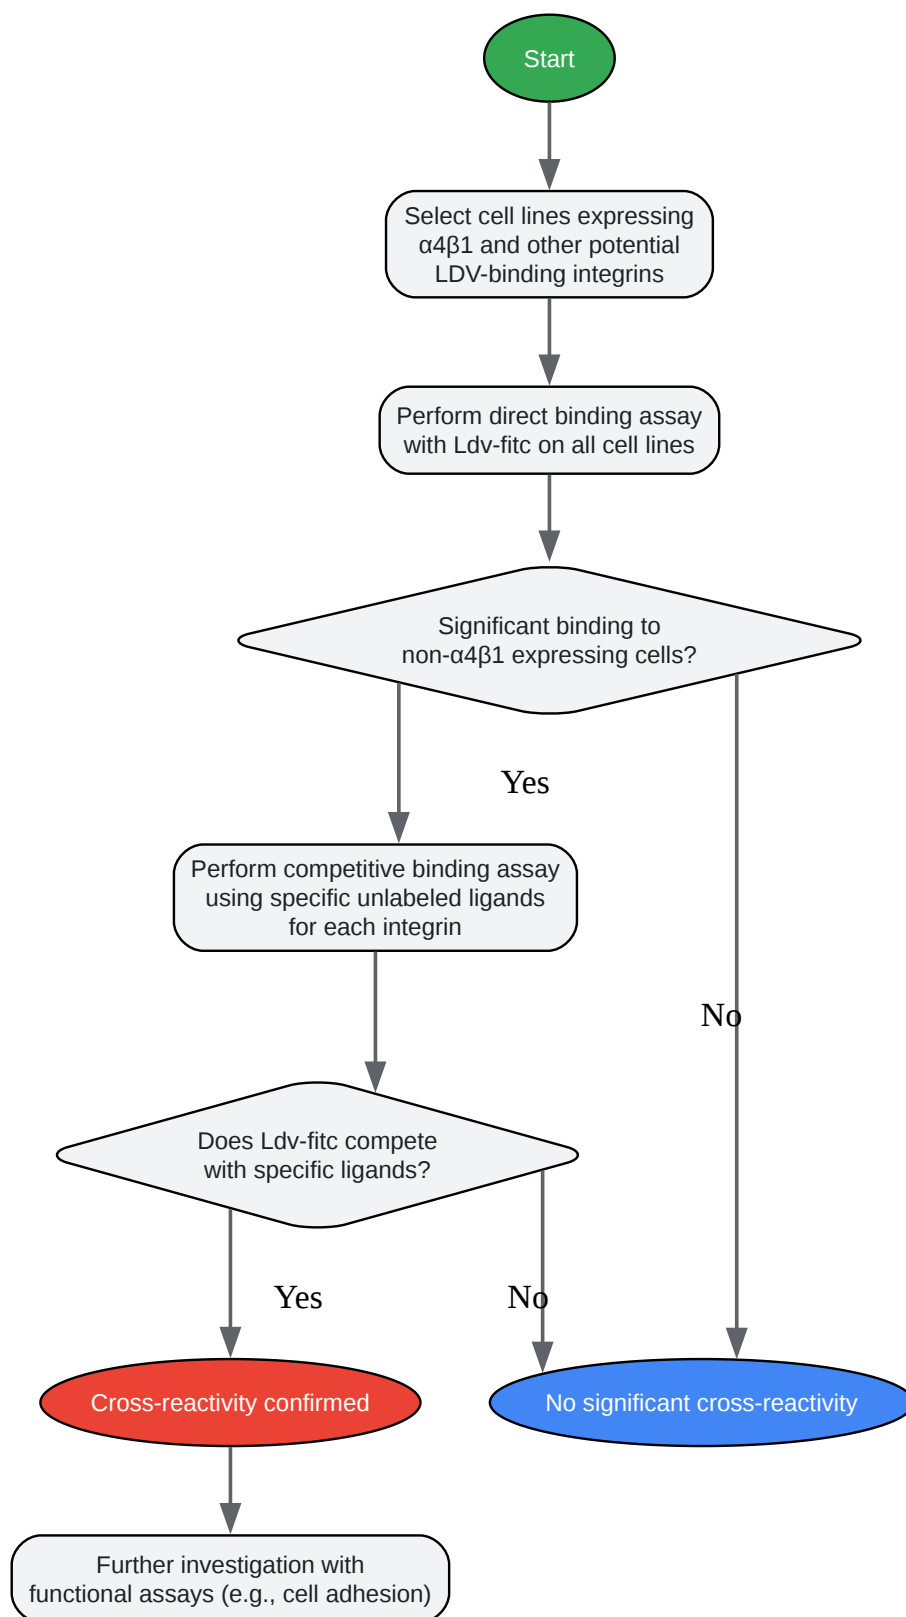 Start
Select cell lines expressing
α4β1 and other potential
LDV-binding integrins
Perform direct binding assay
with Ldv-fitc on all cell lines
Significant binding to
non-α4β1 expressing cells?
Yes
Perform competitive binding assay
using specific unlabeled ligands
for each integrin
No
Does Ldv-fitc compete
with specific ligands?
Yes
No
Cross-reactivity confirmed
No significant cross-reactivity
Further investigation with
functional assays (e.g., cell adhesion)